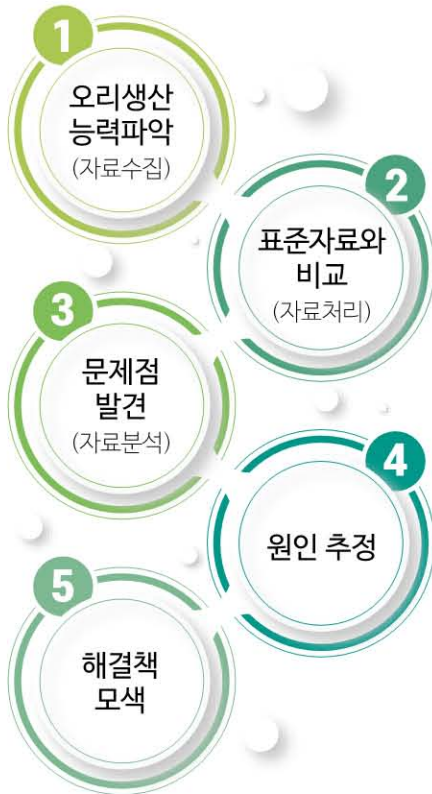 1
오리생산
능력파악
(자료수집)
2
표준자료와
비교
(자료처리)
3
문제점
발견
(자료분석)
4
원인 추정
5
해결책
모색